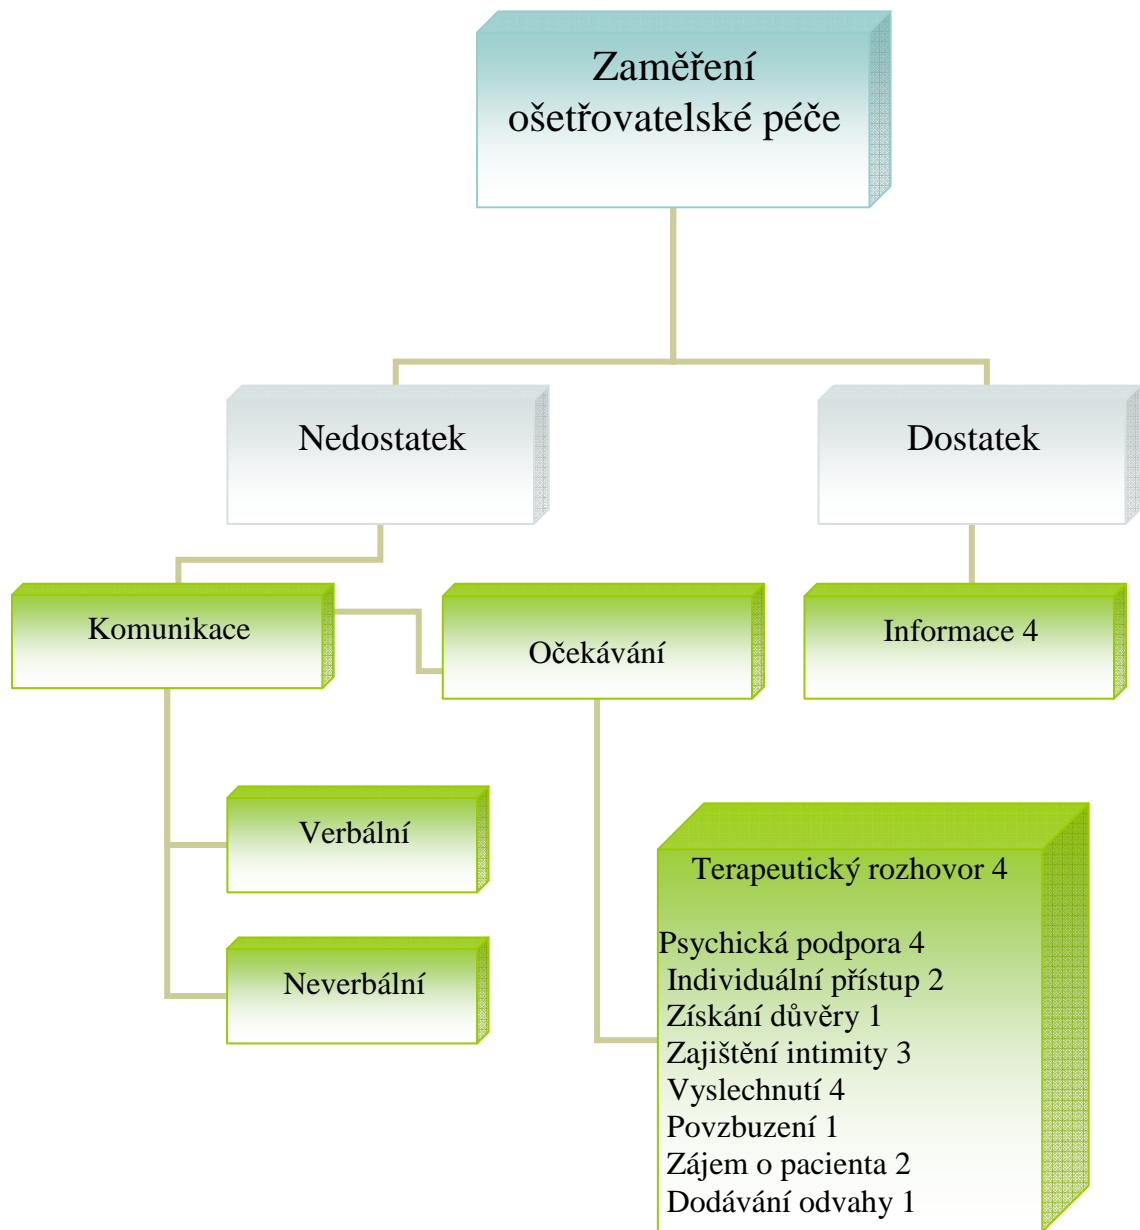 Zaměření
ošetřovatelské péče
Nedostatek
Dostatek
Komunikace
Očekávání
Informace 4
Verbální
Neverbální
Terapeutický rozhovor 4
Psychická podpora 4
Individuální přístup 2
Získání důvěry 1
Zajištění intimity 3
Vyslechnutí 4
Povzbuzení 1
Zájem o pacienta 2
Dodávání odvahy 1